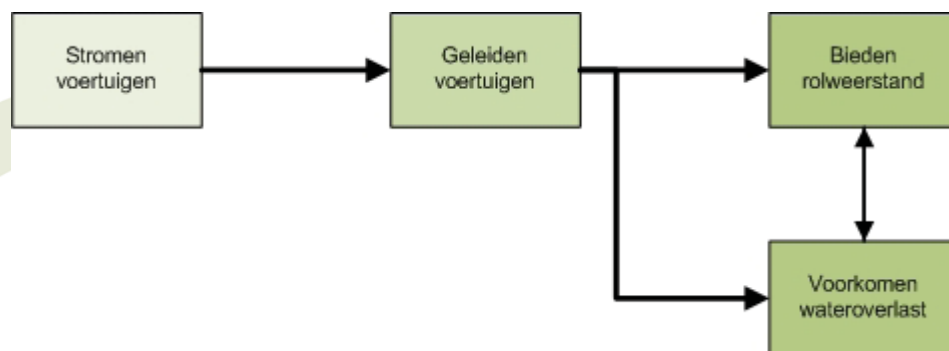 Stromen
voertuigen
Geleiden
voertuigen
Bieden
rolweerstand
Voorkomen
wateroverlast